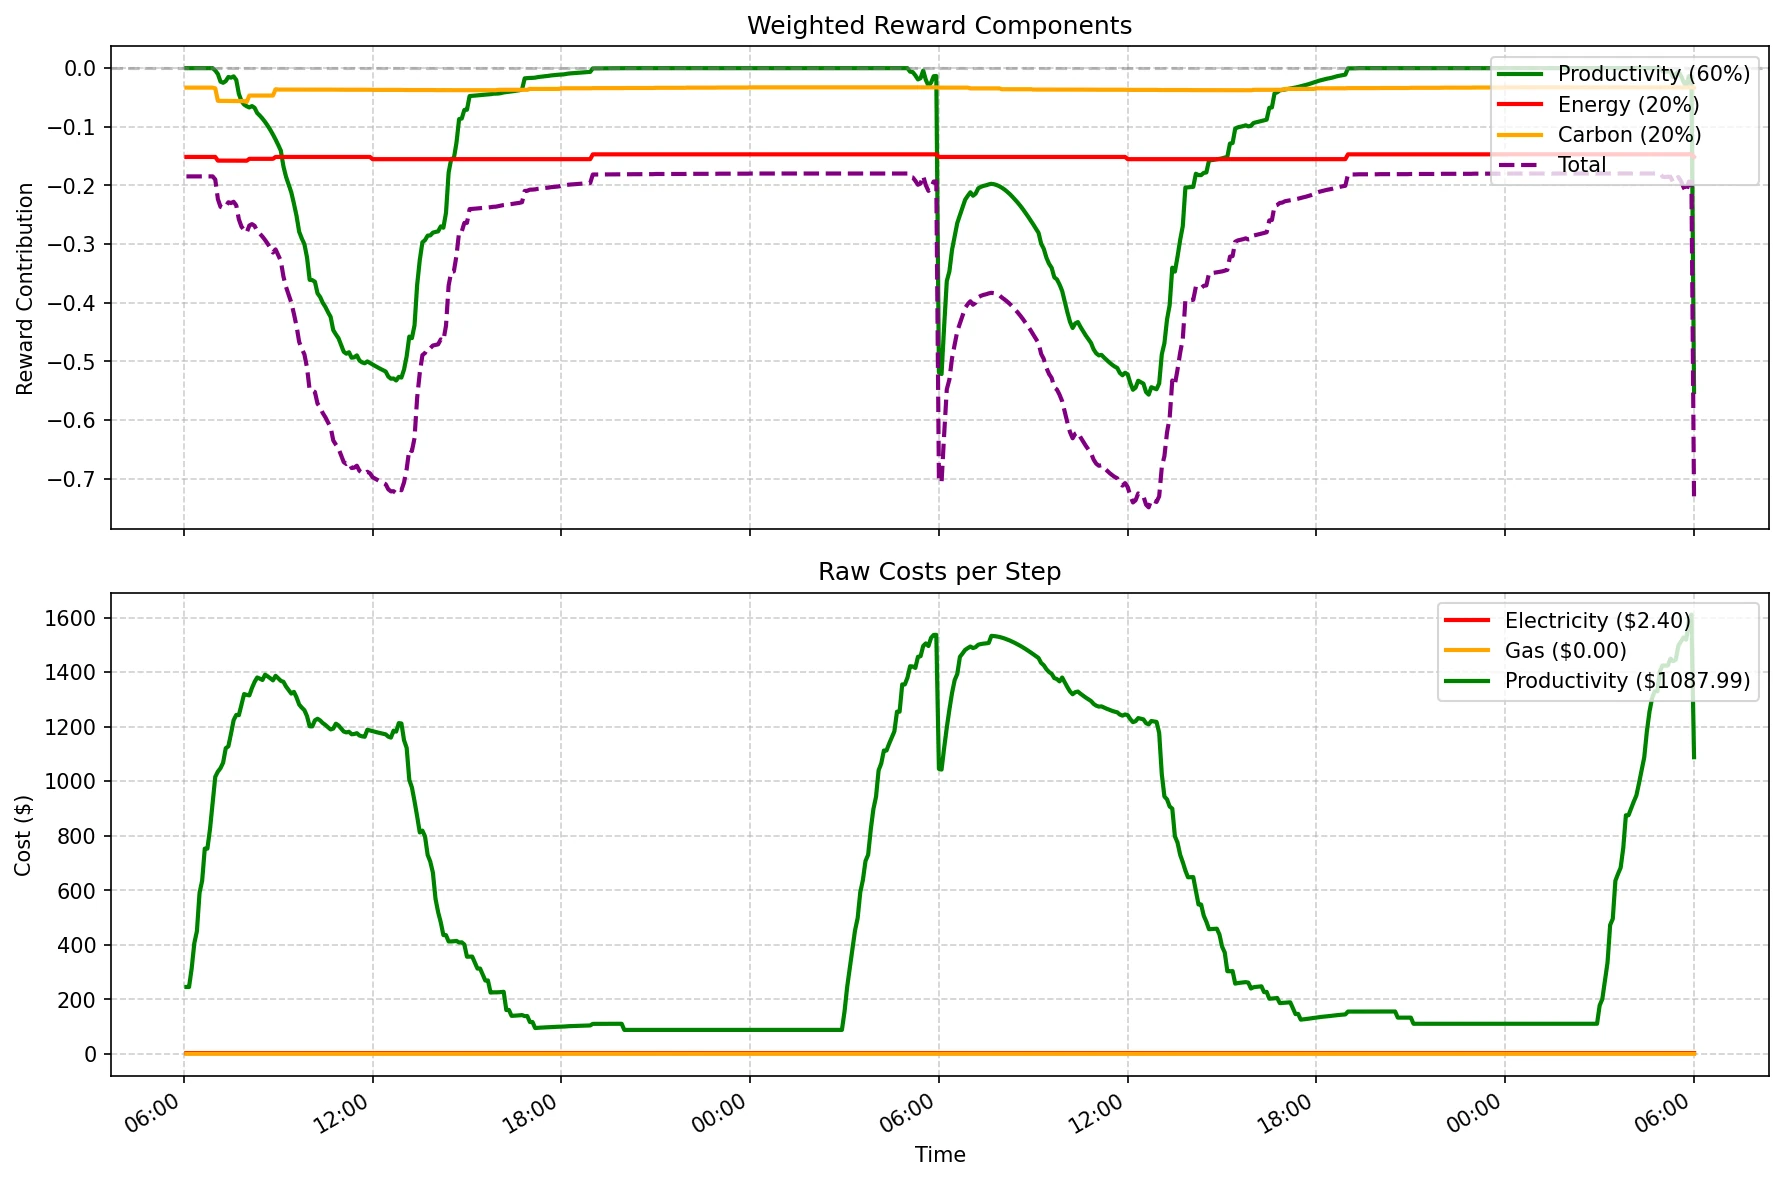 Weighted Reward Components
Reward Contribution
0.0
−0.1
−0.2
−0.3
−0.4
−0.5
−0.6
−0.7
Productivity (60%)
Energy (20%)
Carbon (20%)
Total
Raw Costs per Step
Cost ($)
1600
1400
1200
1000
800
600
400
200
0
Electricity ($2.40)
Gas ($0.00)
Productivity ($1087.99)
06:00 12:00 18:00 00:00 06:00 12:00 18:00 00:00 06:00
Time